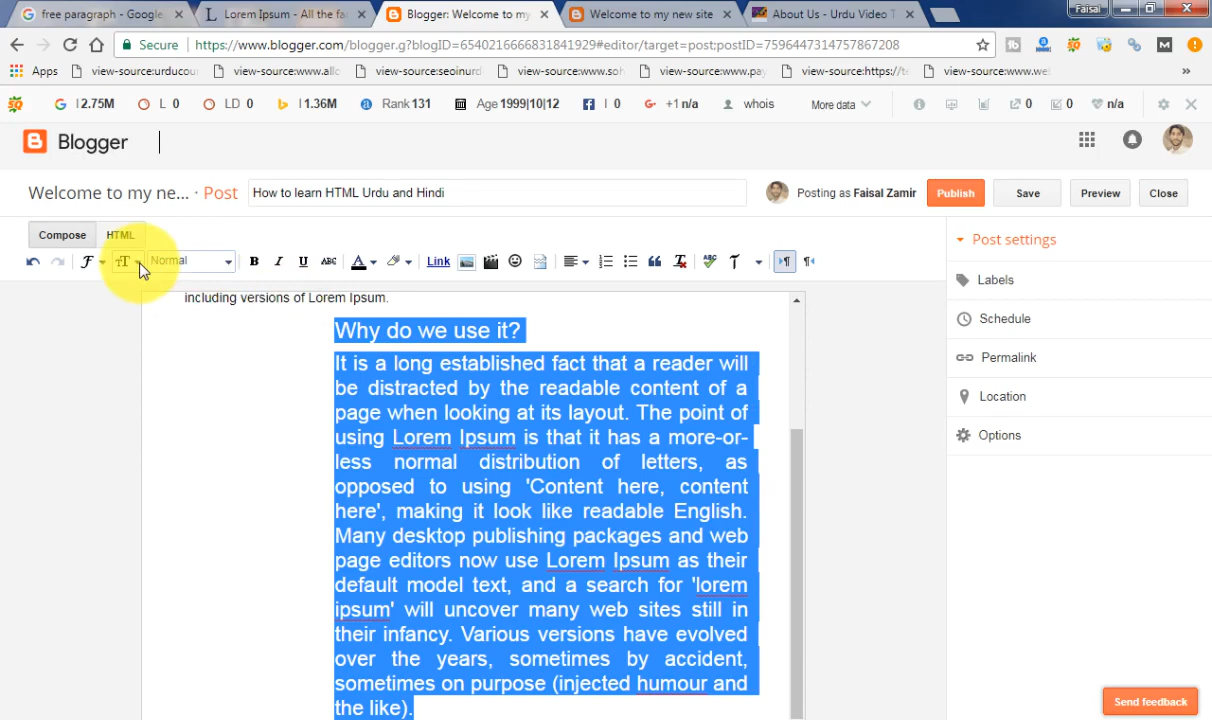 free paragraph - Google
Lorem Ipsum - All the fa
Blogger: Welcome to my
Welcome to my new site
About Us - Urdu Video T
Faisal
Secure
https://www.blogger.com/blogger.g?blogID=6540216666831841929#editor/target=post;postID=7596447314757867208
Apps
view-source:urducou
view-source:www.allc
view-source:seoinurd
view-source:www.soh
view-source:www.pay
view-source:https://te
view-source:www.we
I 2.75M
L 0
LD 0
I 1.36M
Rank 131
Age 1999|10|12
I 0
+1 n/a
whois
More data
I 0
0
0
n/a
Blogger
Welcome to my ne... · Post
How to learn HTML Urdu and Hindi
Posting as Faisal Zamir
Publish
Save
Preview
Close
Compose
HTML
Normal
B I U ABC A Link
Post settings
Labels
Schedule
Permalink
Location
Options
including versions of Lorem Ipsum.
Why do we use it?
It is a long established fact that a reader will
be distracted by the readable content of a
page when looking at its layout. The point of
using Lorem Ipsum is that it has a more-or-
less normal distribution of letters, as
opposed to using 'Content here, content
here', making it look like readable English.
Many desktop publishing packages and web
page editors now use Lorem Ipsum as their
default model text, and a search for 'lorem
ipsum' will uncover many web sites still in
their infancy. Various versions have evolved
over the years, sometimes by accident,
sometimes on purpose (injected humour and
the like).
Send feedback